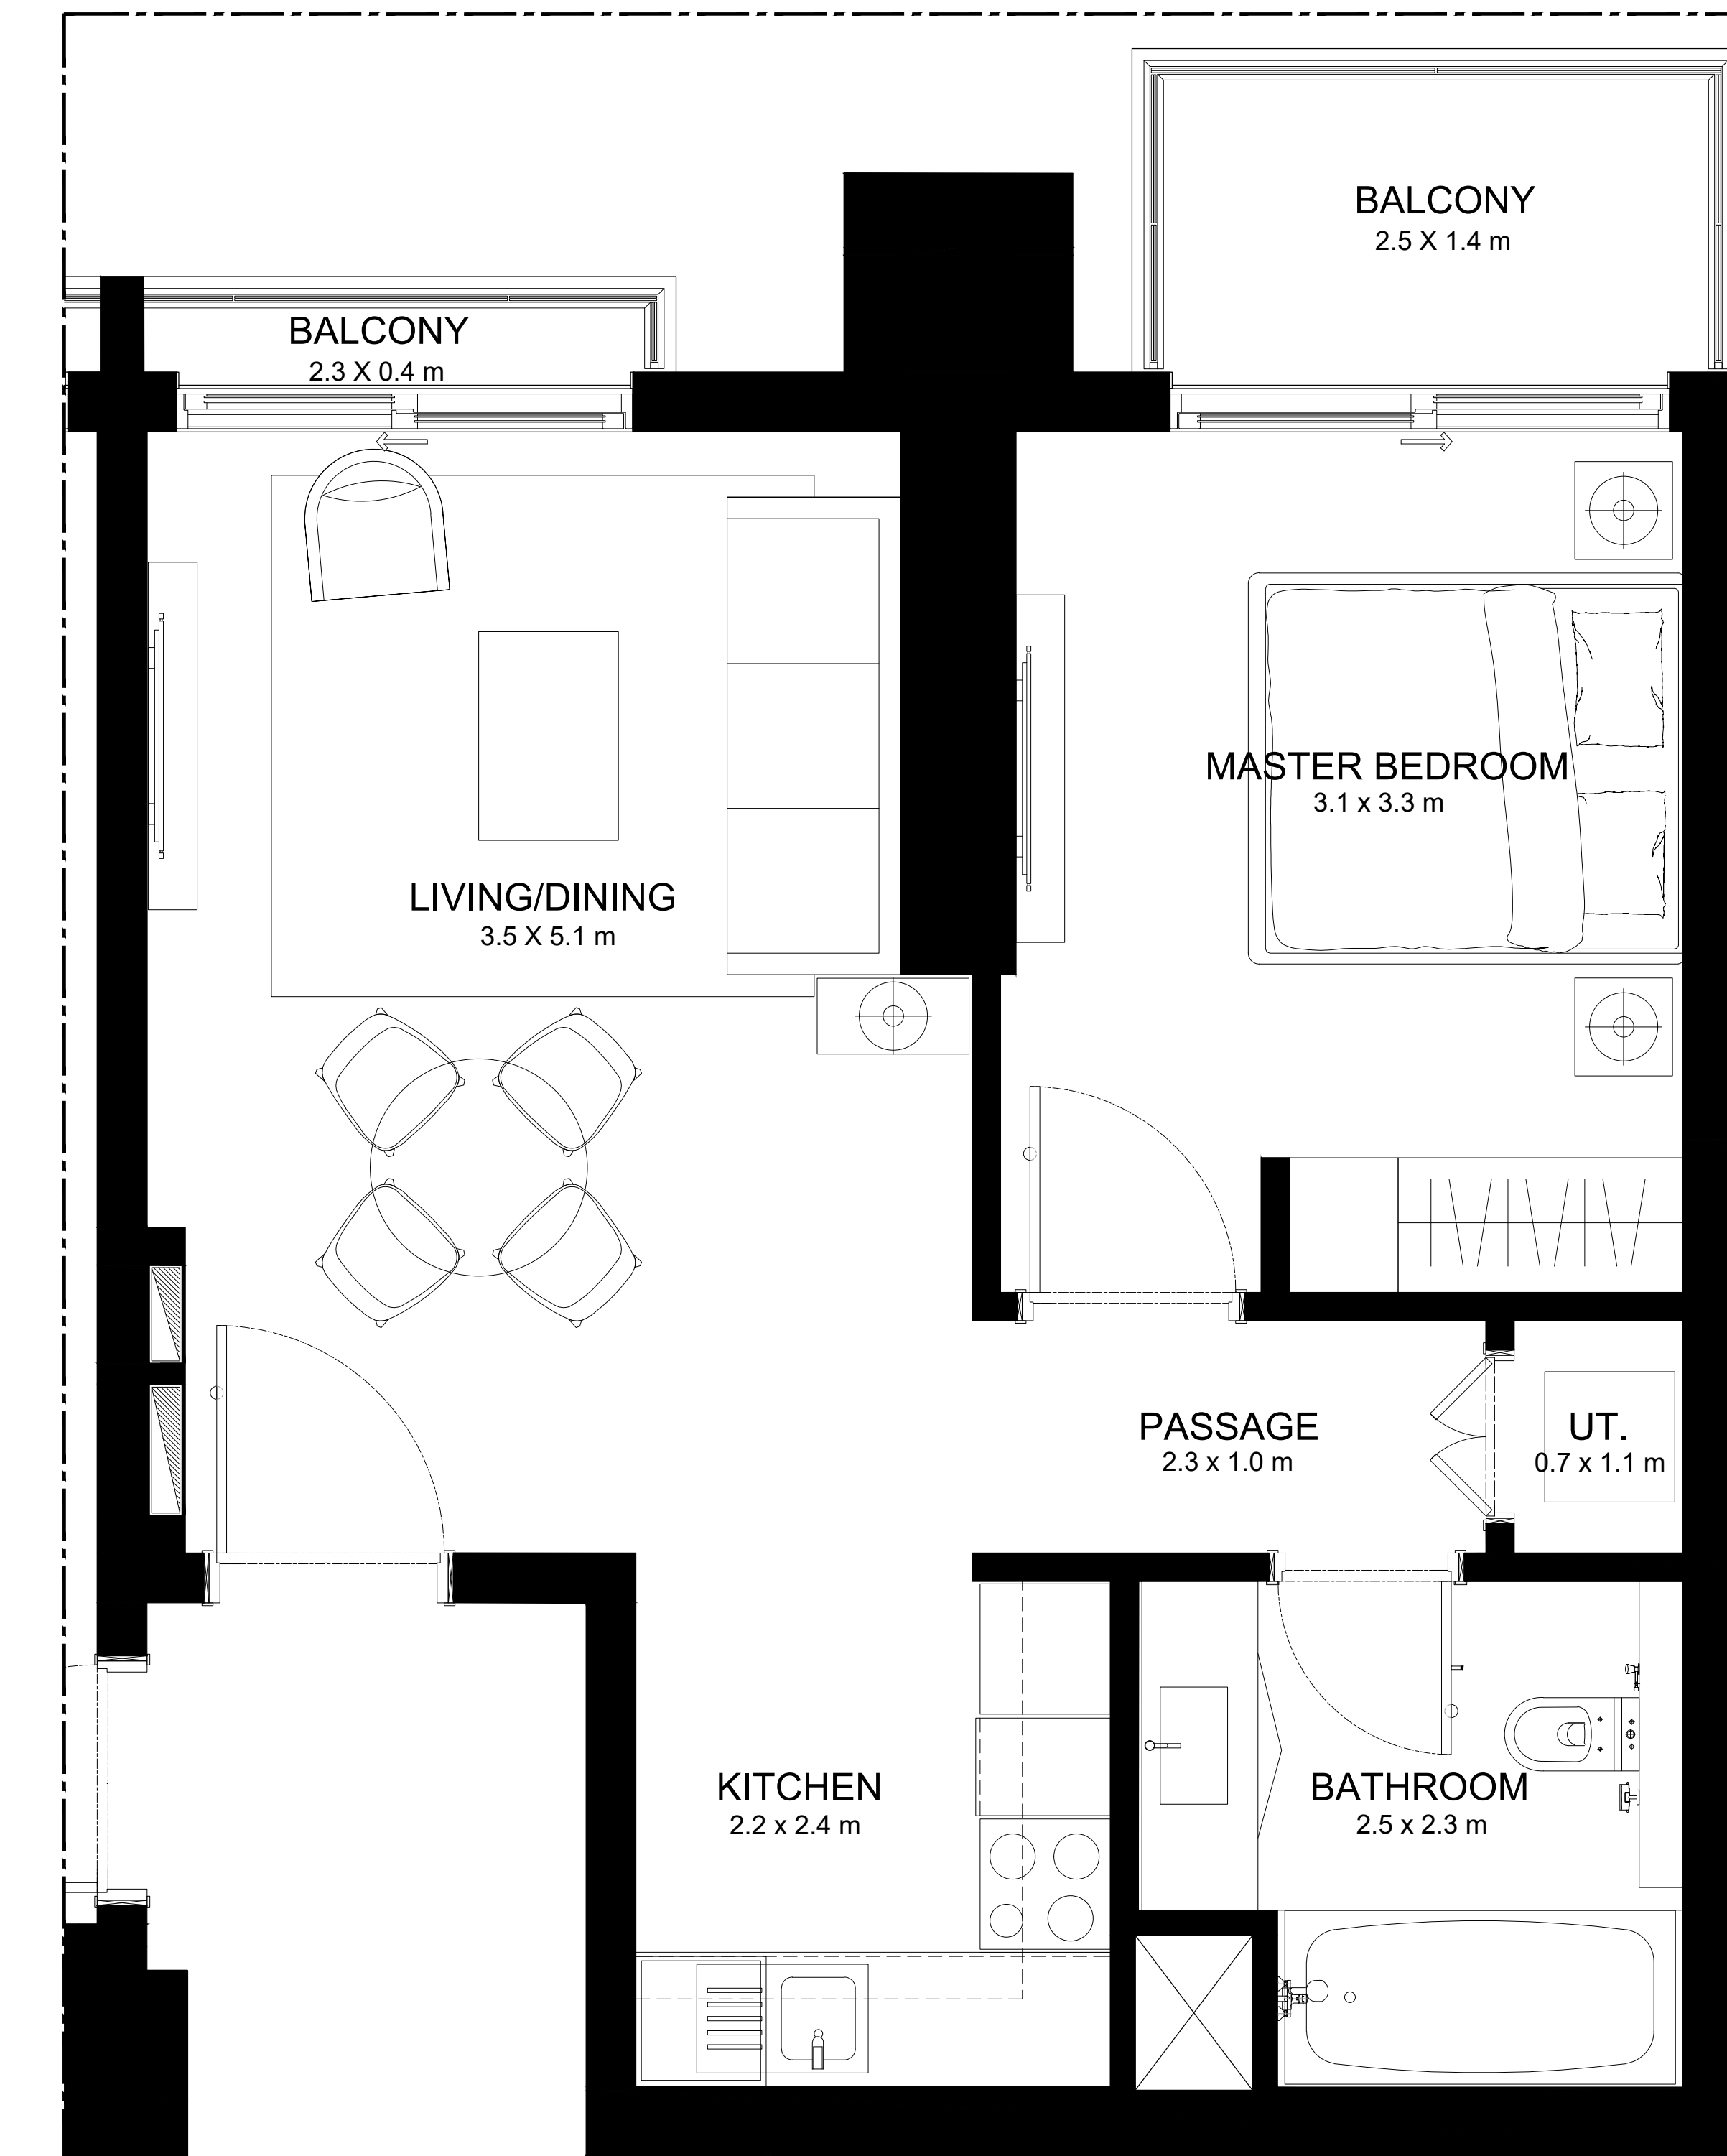 BALCONY
2.5 X 1.4 m
BALCONY
2.3 X 0.4 m
MASTER BEDROOM
3.1 x 3.3 m
LIVING/DINING
3.5 X 5.1 m
PASSAGE
2.3 x 1.0 m
UT.
0.7 x 1.1 m
KITCHEN
2.2 x 2.4 m
BATHROOM
2.5 x 2.3 m